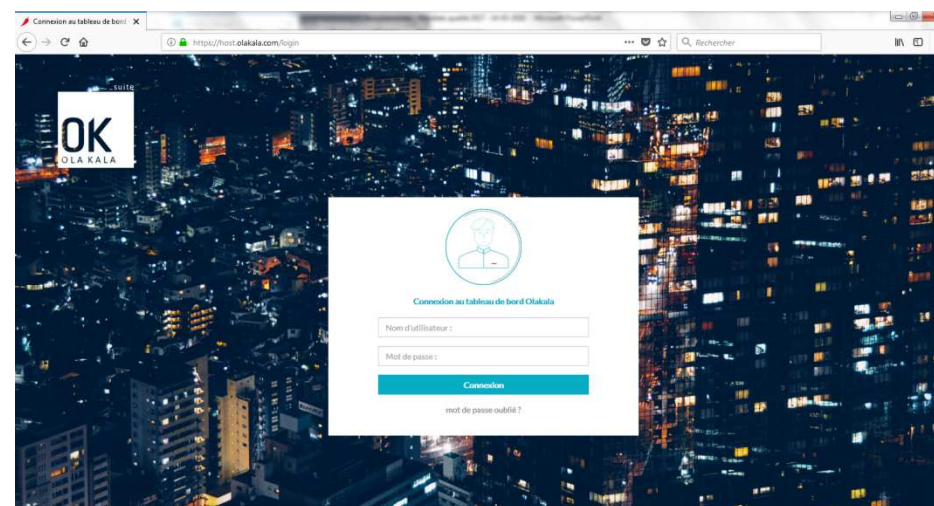 Connexion au tableau de bord
https://host.olakala.com/login
Rechercher
suite
OK
OLA KALA
Connexion au tableau de bord Olakala
Nom d'utilisateur :
Mot de passe :
Connexion
mot de passe oublié ?